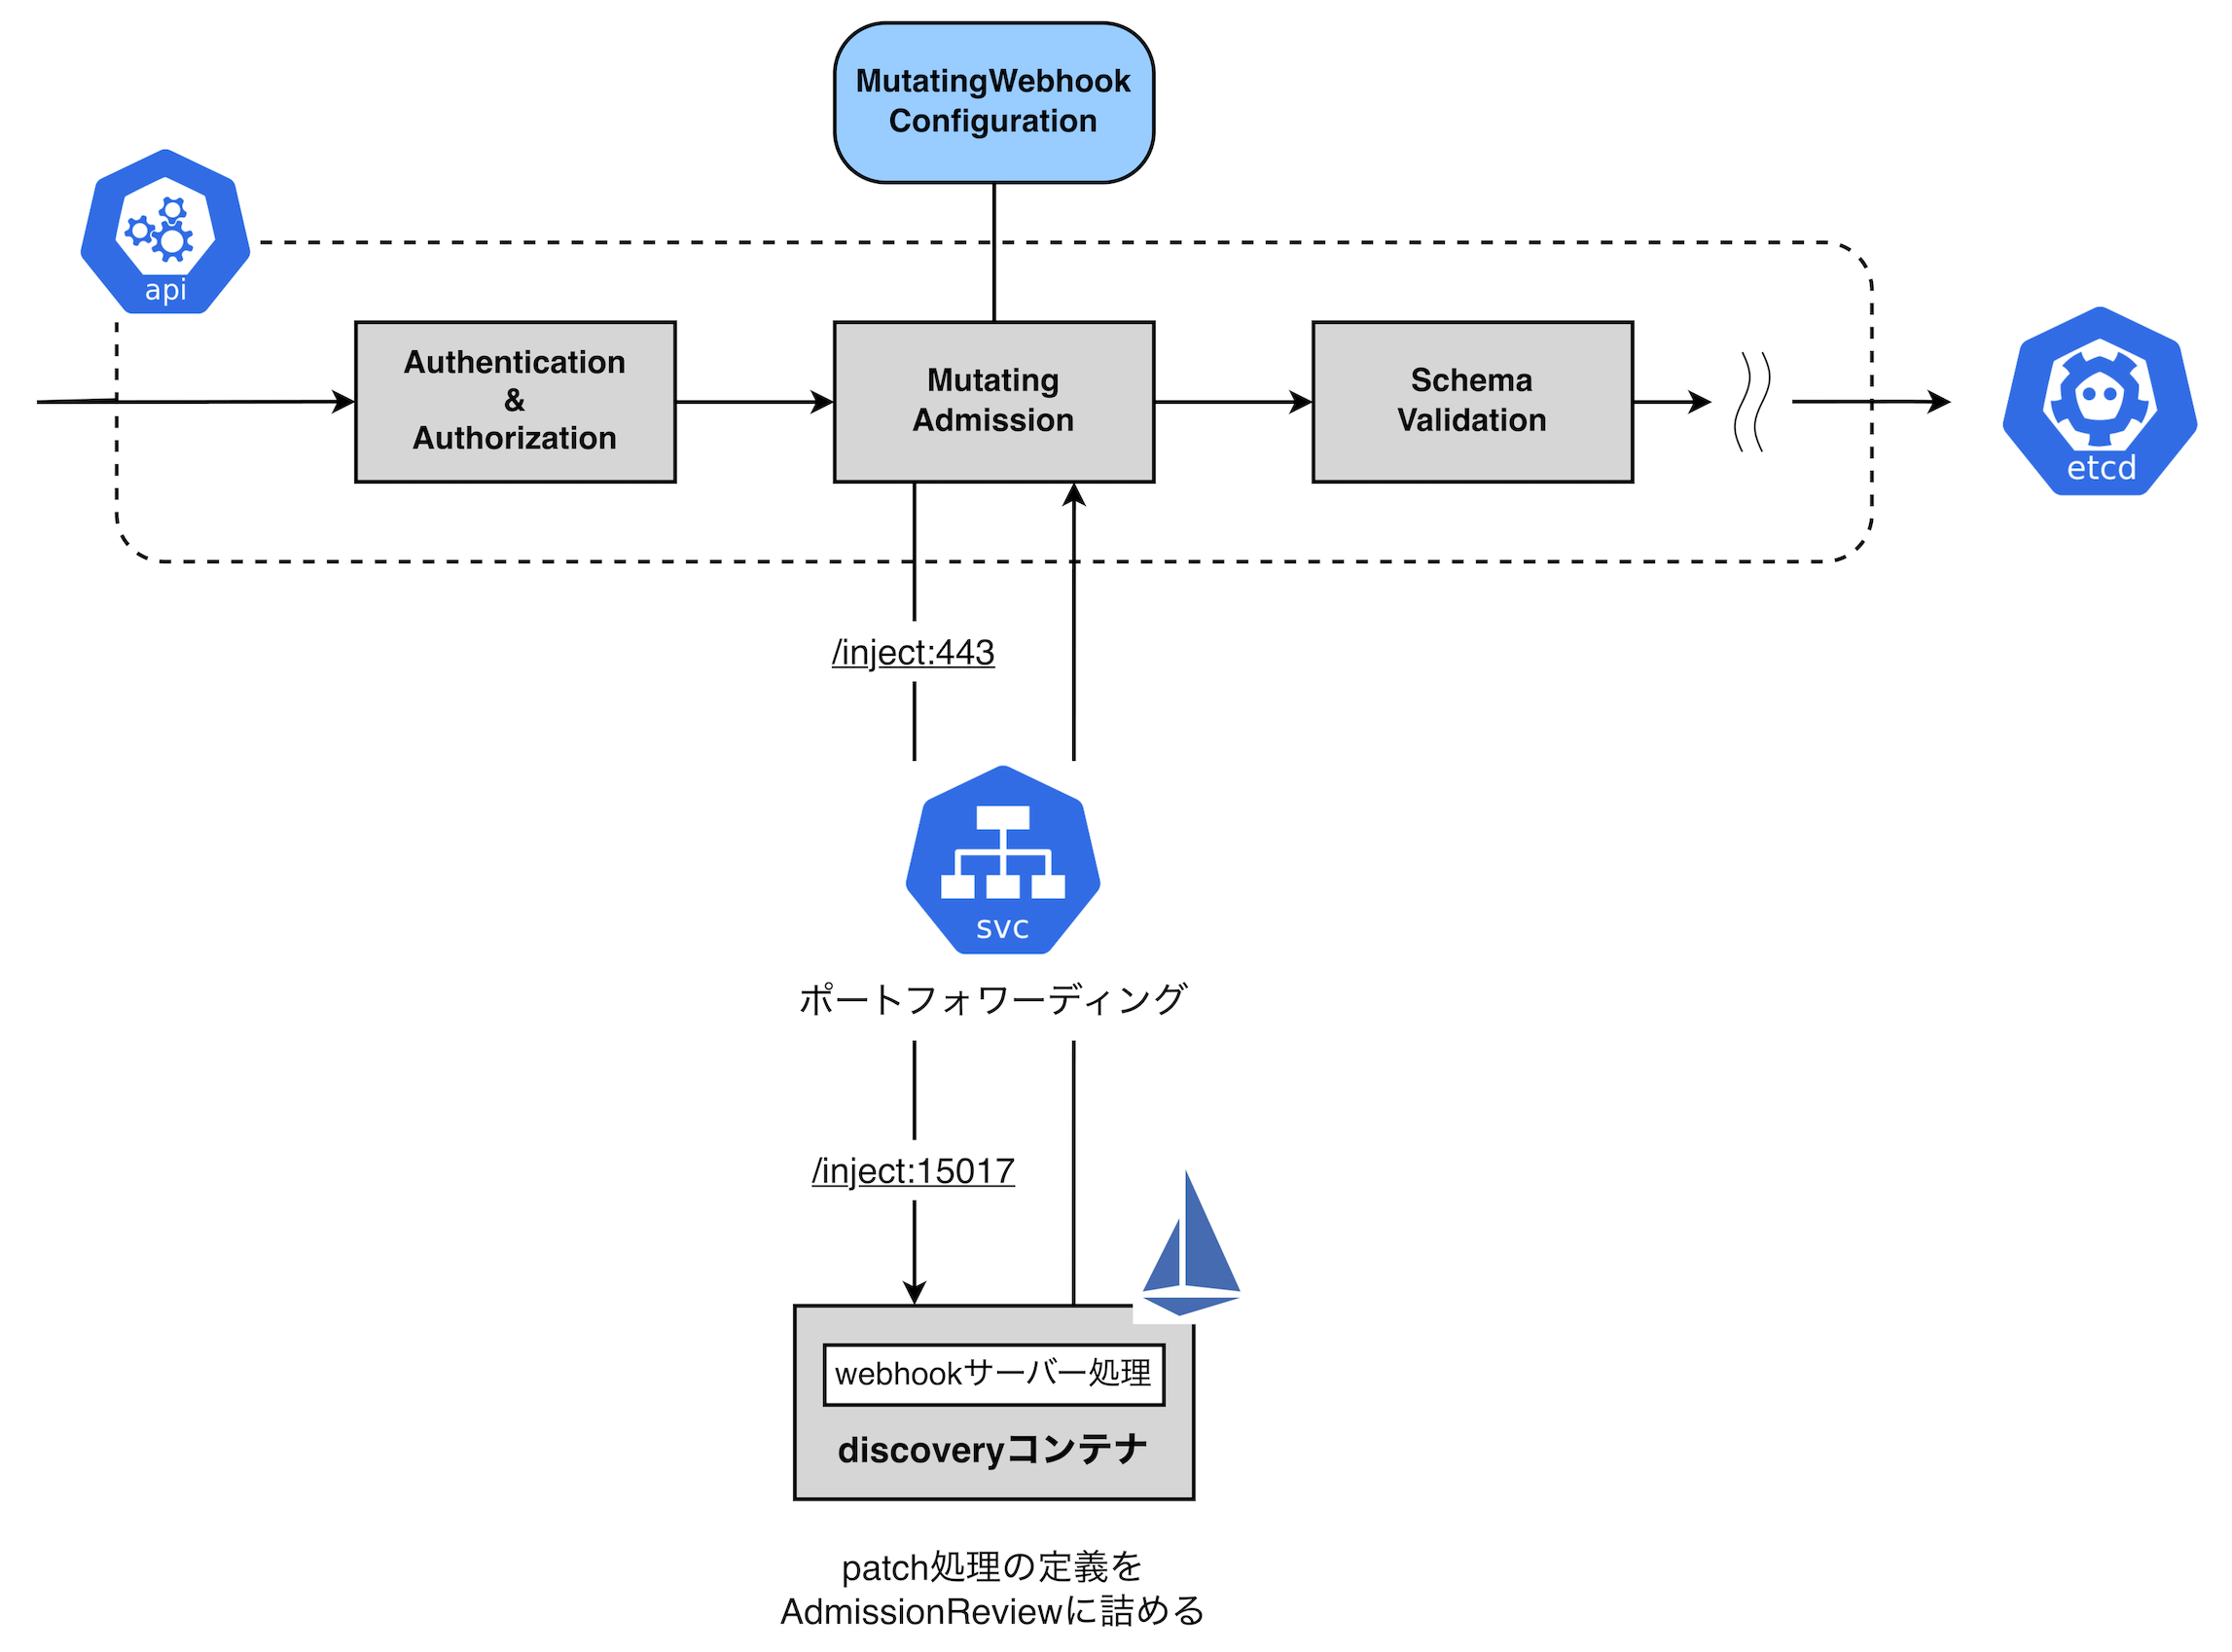 MutatingWebhook
Configuration
api
Authentication
&
Authorization
Mutating
Admission
Schema
Validation
etcd
/inject:443
svc
ポートフォワーディング
/inject:15017
webhookサーバー処理
discoveryコンテナ
patch処理の定義を
AdmissionReviewに詰める